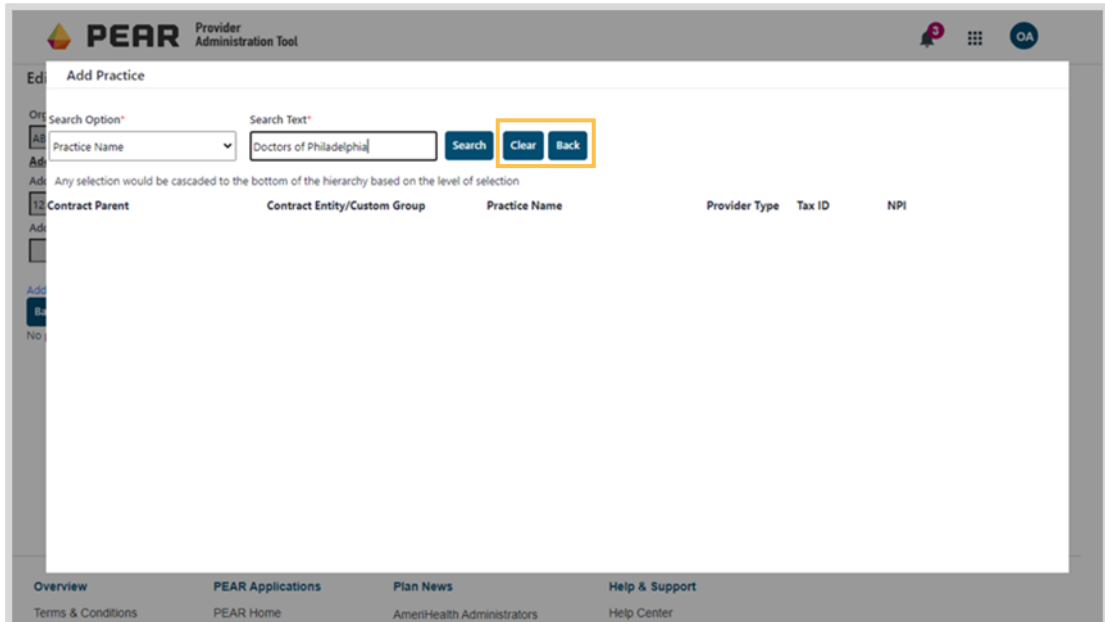 PEAR Provider Administration Tool
3
OA
Edi
Add Practice
Org
Search Option*
Search Text*
AB
Practice Name
Doctors of Philadelphia
Search
Clear
Back
Add
Any selection would be cascaded to the bottom of the hierarchy based on the level of selection
12
Contract Parent
Contract Entity/Custom Group
Practice Name
Provider Type
Tax ID
NPI
Add
Add
Ba
No
Overview
PEAR Applications
Plan News
Help & Support
Terms & Conditions
PEAR Home
AmeriHealth Administrators
Help Center